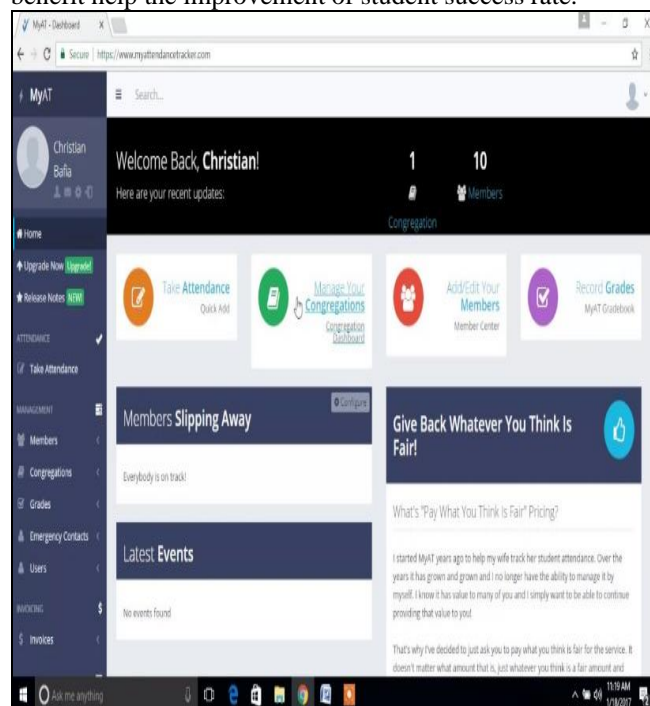 benefit help the improvement of student success rate.
MyAT - Dashboard
Secure | https://www.myattendancetracker.com
MyAT
Search...
Christian
Bafia
Welcome Back, Christian!
Here are your recent updates:
1
Congregation
10
Members
Home
Upgrade Now Upgrade!
Release Notes NEW!
ATTENDANCE
Take Attendance
MANAGEMENT
Members
Congregations
Grades
Emergency Contacts
Users
INVOICING
Invoices
Take Attendance
Quick Add
Manage Your
Congregations
Congregation
Dashboard
Add/Edit Your
Members
Member Center
Record Grades
MyAT Gradebook
Members Slipping Away
Configure
Everybody is on track!
Latest Events
No events found
Give Back Whatever You Think Is
Fair!
What's "Pay What You Think Is Fair" Pricing?
I started MyAT years ago to help my wife track her student attendance. Over the
years it has grown and grown and I no longer have the ability to manage it by
myself. I know it has value to many of you and I simply want to be able to continue
providing that value to you!
That's why I've decided to just ask you to pay what you think is fair for the service. It
doesn't matter what amount that is, just whatever you think is a fair amount and
Ask me anything
11:19 AM
1/18/2017